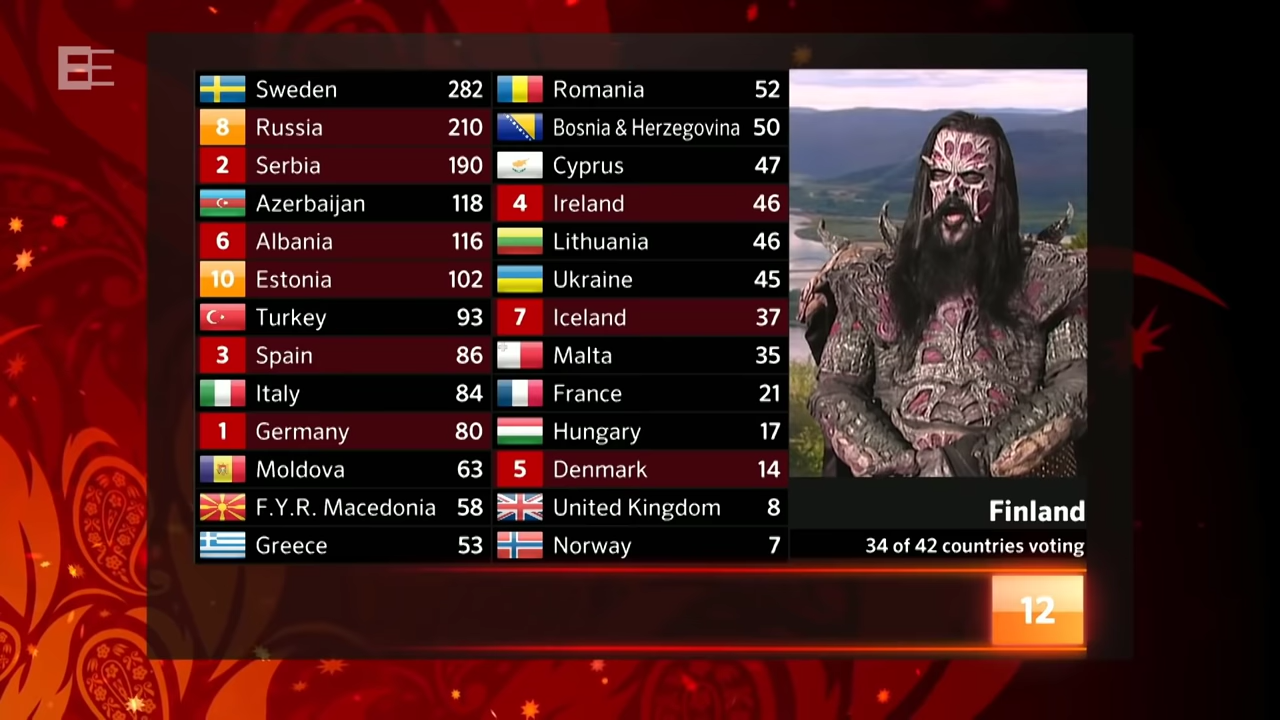 Sweden 282
8 Russia 210
2 Serbia 190
Azerbaijan 118
6 Albania 116
10 Estonia 102
Turkey 93
3 Spain 86
Italy 84
1 Germany 80
Moldova 63
F.Y.R. Macedonia 58
Greece 53
Romania 52
Bosnia & Herzegovina 50
Cyprus 47
4 Ireland 46
Lithuania 46
Ukraine 45
7 Iceland 37
Malta 35
France 21
Hungary 17
5 Denmark 14
United Kingdom 8
Norway 7
Finland
34 of 42 countries voting
12